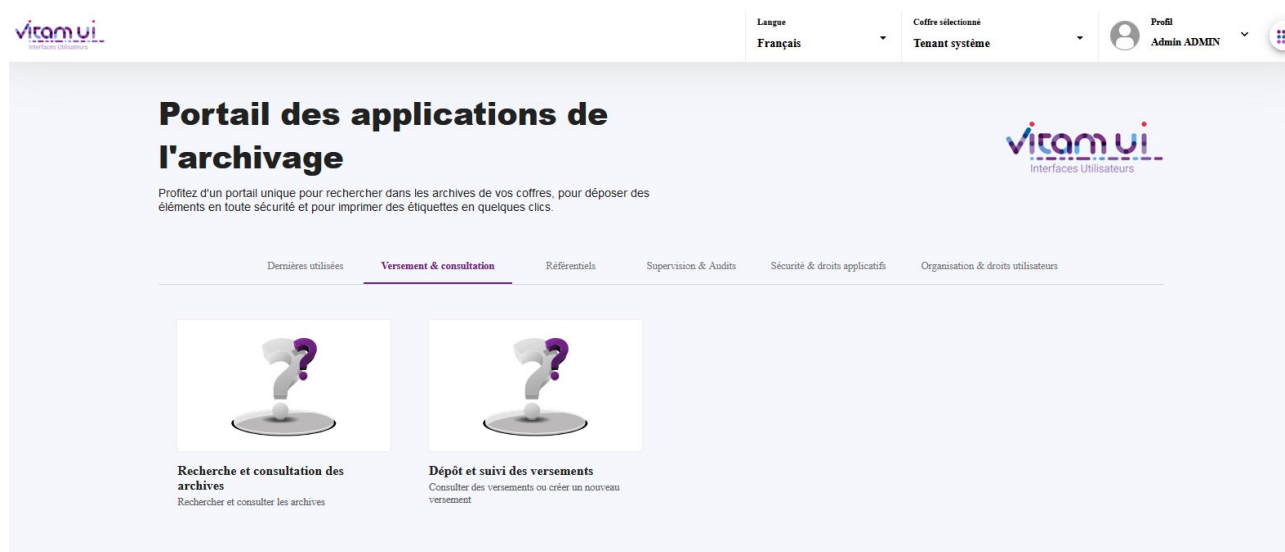 vitam ui
Interfaces Utilisateurs
Langue
Français
Coffre sélectionné
Tenant système
Profil
Admin ADMIN
Portail des applications de
l'archivage
Profitez d'un portail unique pour rechercher dans les archives de vos coffres, pour déposer des
éléments en toute sécurité et pour imprimer des étiquettes en quelques clics.
vitam ui
Interfaces Utilisateurs
Dernières utilisées
Versement & consultation
Référentiels
Supervision & Audits
Sécurité & droits applicatifs
Organisation & droits utilisateurs
Recherche et consultation des
archives
Rechercher et consulter les archives
Dépôt et suivi des versements
Consulter des versements ou créer un nouveau
versement